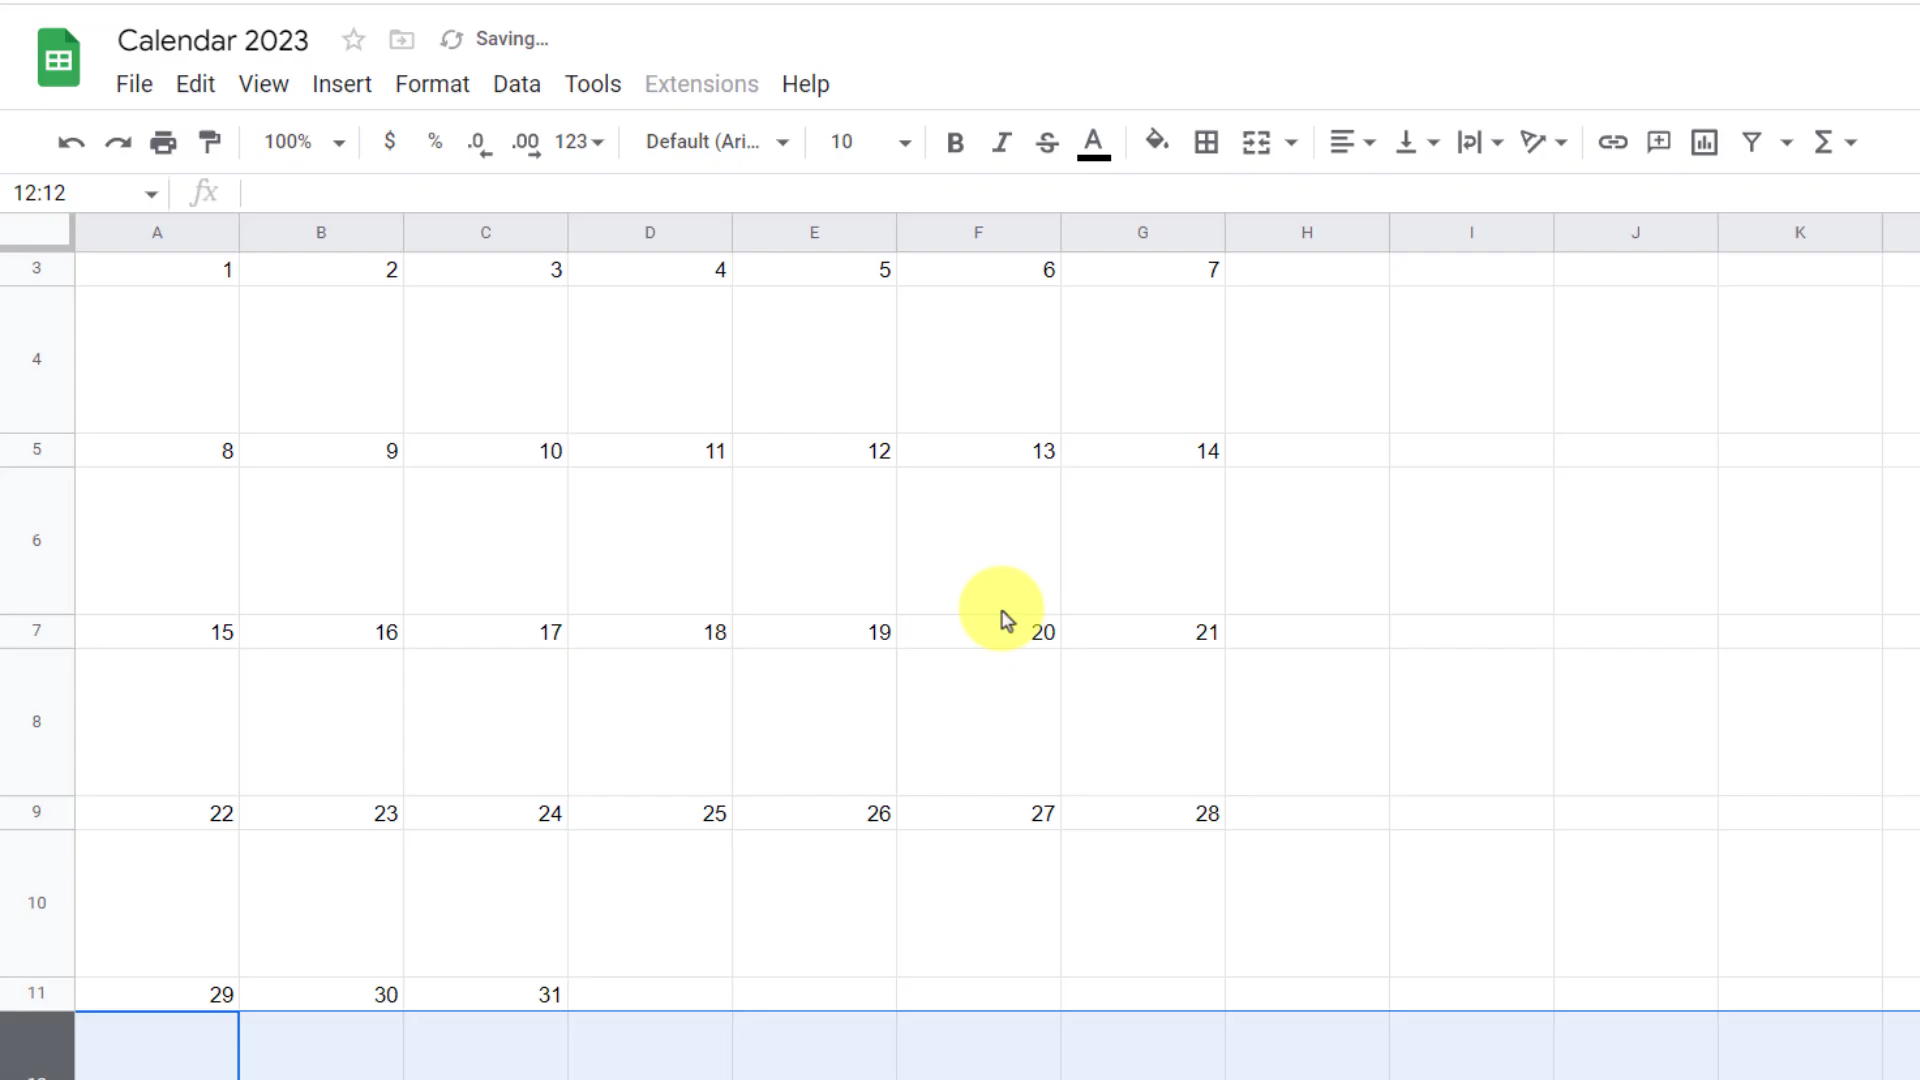 Calendar 2023 Saving...
File Edit View Insert Format Data Tools Extensions Help
100% $ % .0 .00 123 Default (Ari... 10 B I S A Σ
12:12 fx
A B C D E F G H I J K
3 1 2 3 4 5 6 7
4
5 8 9 10 11 12 13 14
6
7 15 16 17 18 19 20 21
8
9 22 23 24 25 26 27 28
10
11 29 30 31